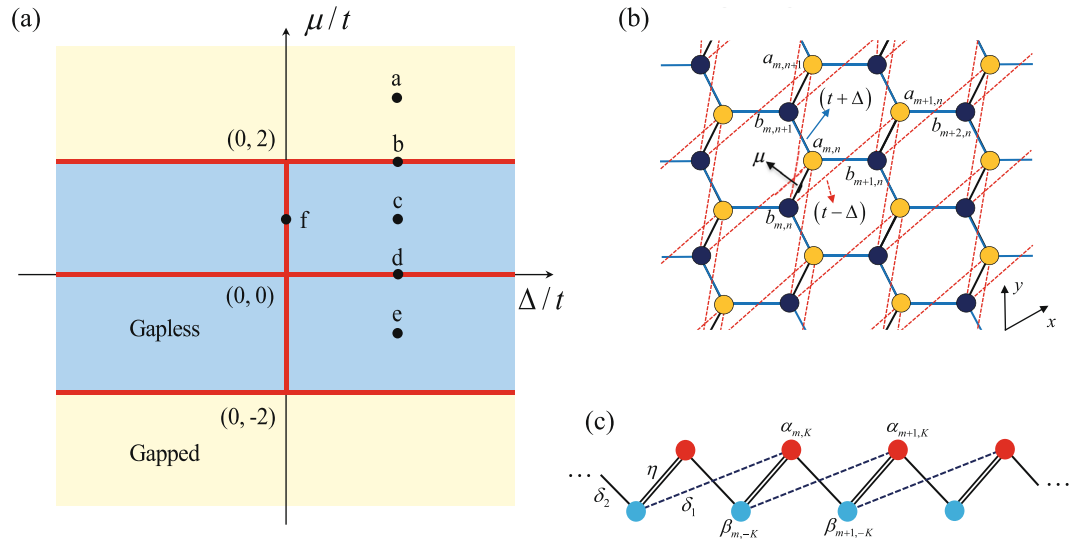 (a)
μ/t
a
(0, 2)
b
c
f
d
(0, 0)
Δ/t
Gapless
e
(0, -2)
Gapped
(b)
a_{m,n+1}
(t+Δ)
a_{m+1,n}
b_{m,n+1}
b_{m+2,n}
a_{m,n}
μ
b_{m+1,n}
b_{m,n}
(t−Δ)
y
x
(c)
α_{m,K}
α_{m+1,K}
...
η
...
δ_2
δ_1
β_{m,−K}
β_{m+1,−K}